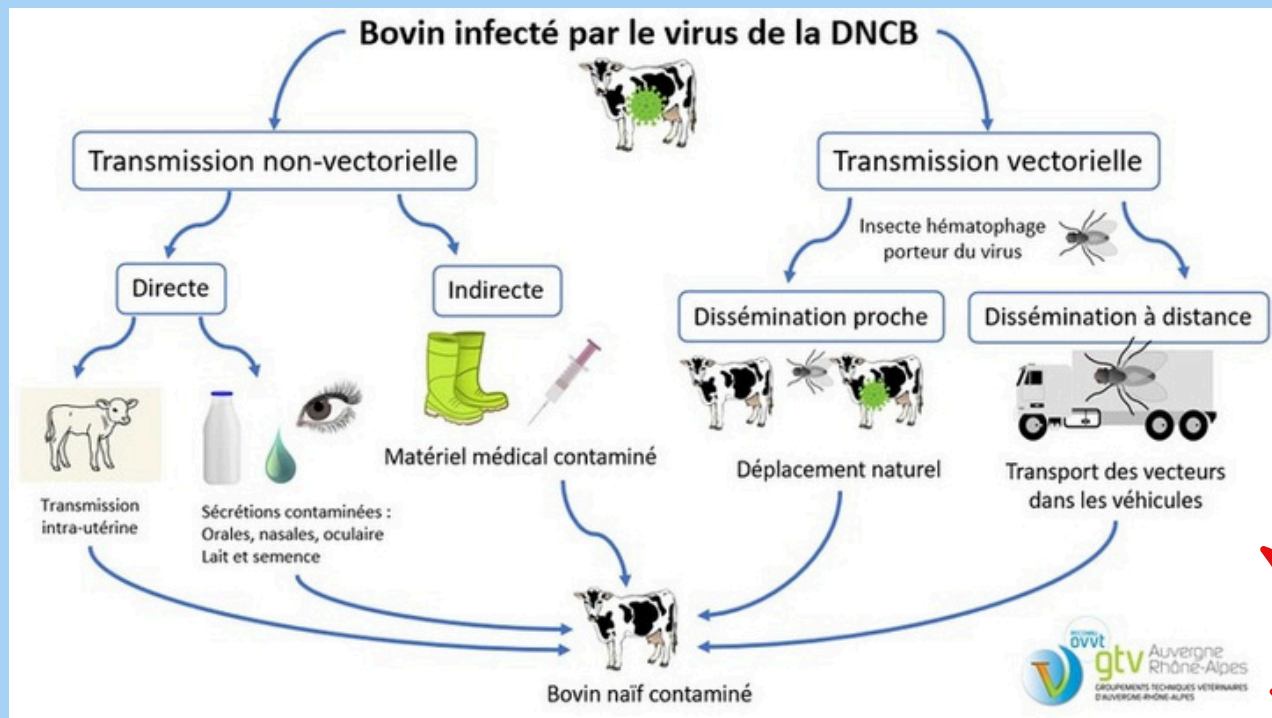 Bovin infecté par le virus de la DNCB
Transmission non-vectorielle
Transmission vectorielle
Insecte hématophage
porteur du virus
Directe
Indirecte
Dissémination proche
Dissémination à distance
Transmission
intra-utérine
Sécrétions contaminées :
Orales, nasales, oculaire
Lait et semence
Matériel médical contaminé
Déplacement naturel
Transport des vecteurs
dans les véhicules
Bovin naïf contaminé
ovvt
gtv Auvergne
Rhône-Alpes
GROUPEMENTS TECHNIQUES VÉTÉRINAIRES
D'AUVERGNE-RHÔNE-ALPES